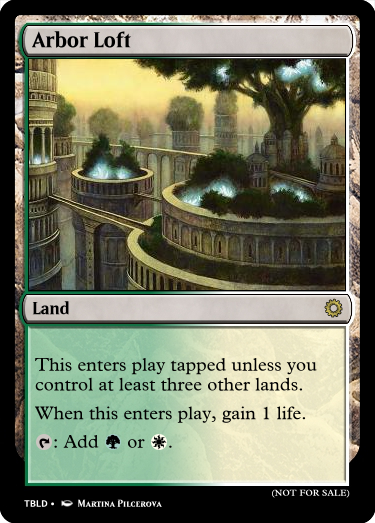 Arbor Loft
Land
This enters play tapped unless you
control at least three other lands.
When this enters play, gain 1 life.
: Add or .
(NOT FOR SALE)
TBLD • Martina Pilcerova